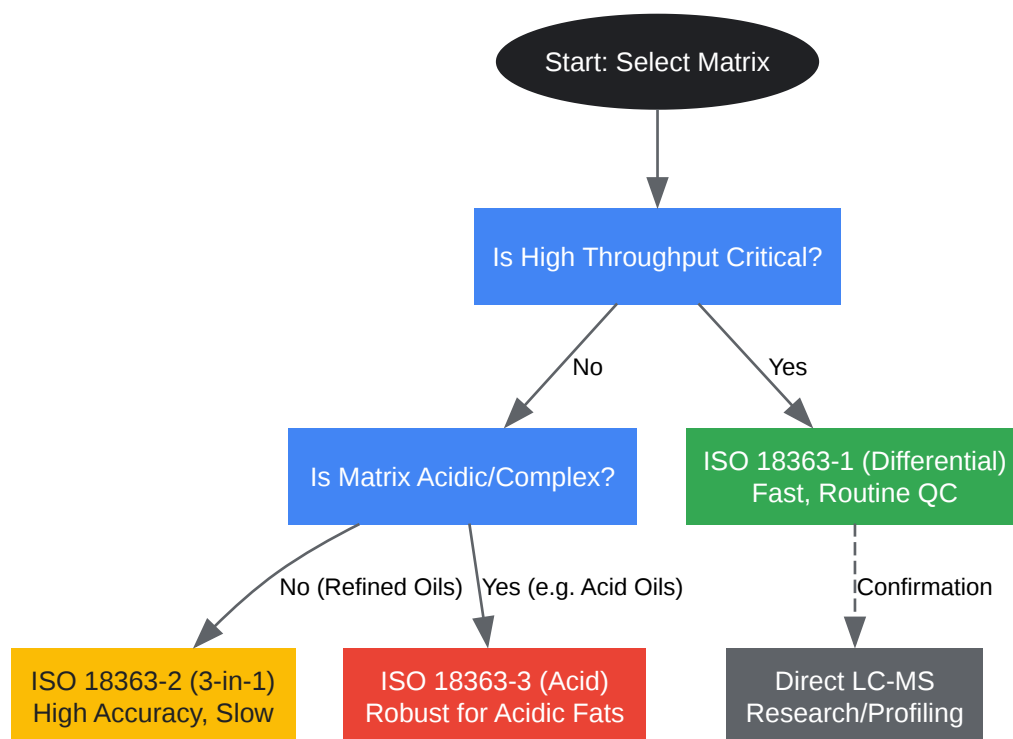 Start: Select Matrix
Is High Throughput Critical?
No
Yes
Is Matrix Acidic/Complex?
ISO 18363-1 (Differential)
Fast, Routine QC
No (Refined Oils)
Yes (e.g. Acid Oils)
Confirmation
ISO 18363-2 (3-in-1)
High Accuracy, Slow
ISO 18363-3 (Acid)
Robust for Acidic Fats
Direct LC-MS
Research/Profiling